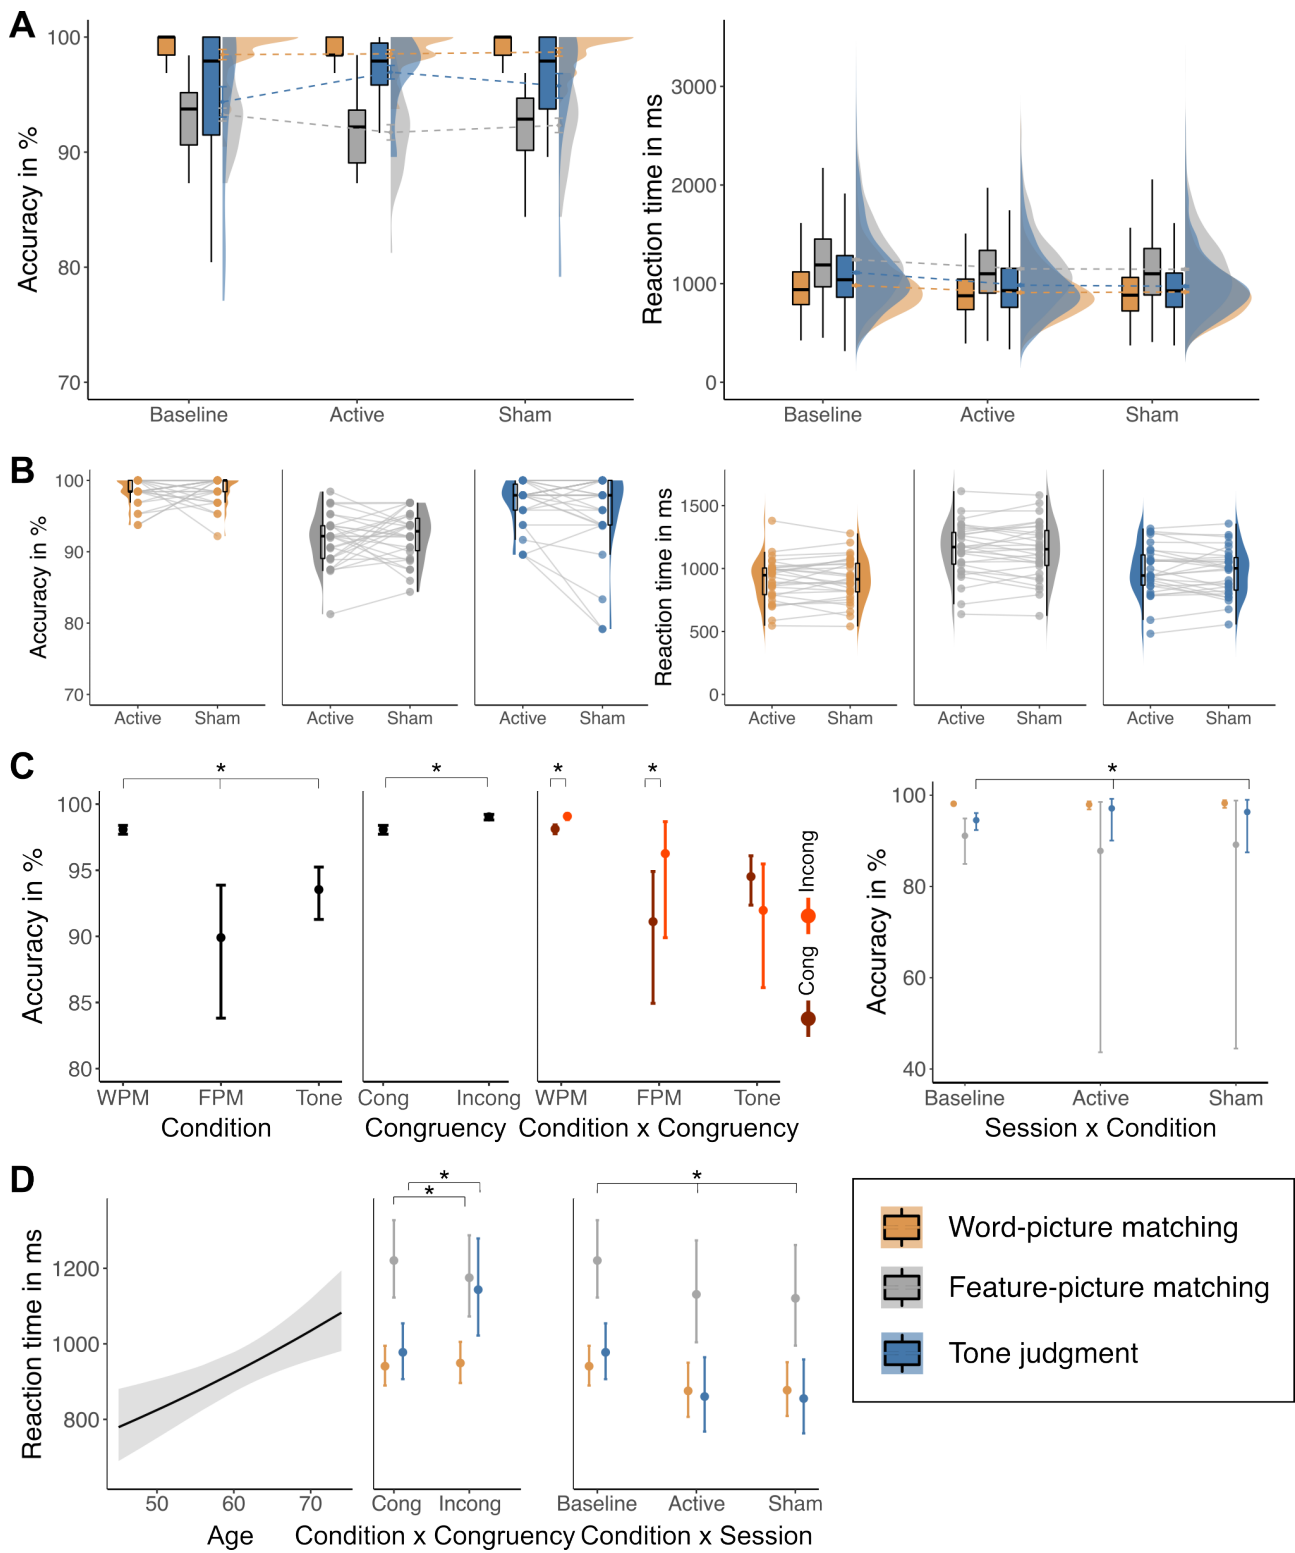 A
Accuracy in %
100
90
80
70
Baseline
Active
Sham
Reaction time in ms
3000
2000
1000
0
Baseline
Active
Sham
B
Accuracy in %
100
90
80
70
Active
Sham
Active
Sham
Active
Sham
Reaction time in ms
1500
1000
500
0
Active
Sham
Active
Sham
Active
Sham
C
Accuracy in %
100
95
90
85
80
*
WPM
FPM
Tone
Condition
*
Cong
Incong
Congruency
*
*
WPM
FPM
Tone
Condition x Congruency
Incong
Cong
Accuracy in %
100
80
60
40
*
Baseline
Active
Sham
Session x Condition
D
Reaction time in ms
1200
1000
800
50
60
70
Age
*
*
Cong
Incong
Condition x Congruency
*
Baseline
Active
Sham
Condition x Session
Word-picture matching
Feature-picture matching
Tone judgment